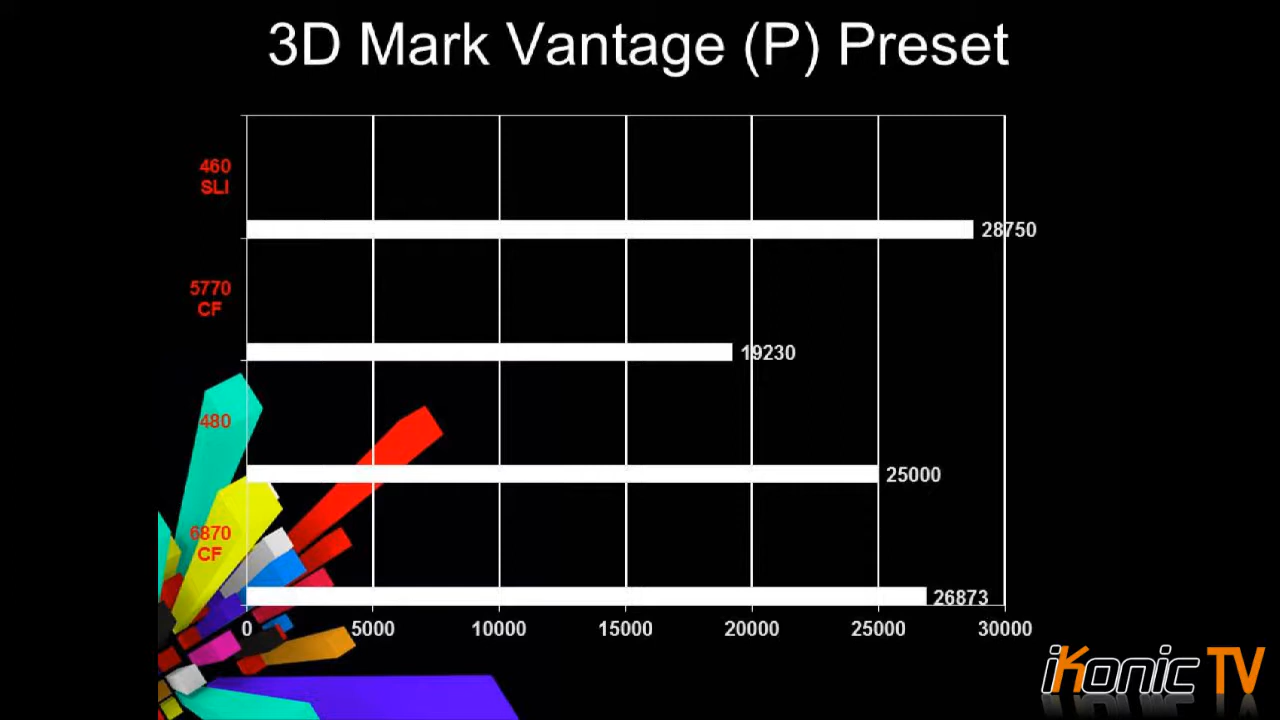 3D Mark Vantage (P) Preset
460
SLI
28750
5770
CF
19230
480
25000
6870
CF
26873
0 5000 10000 15000 20000 25000 30000
iKonic TV